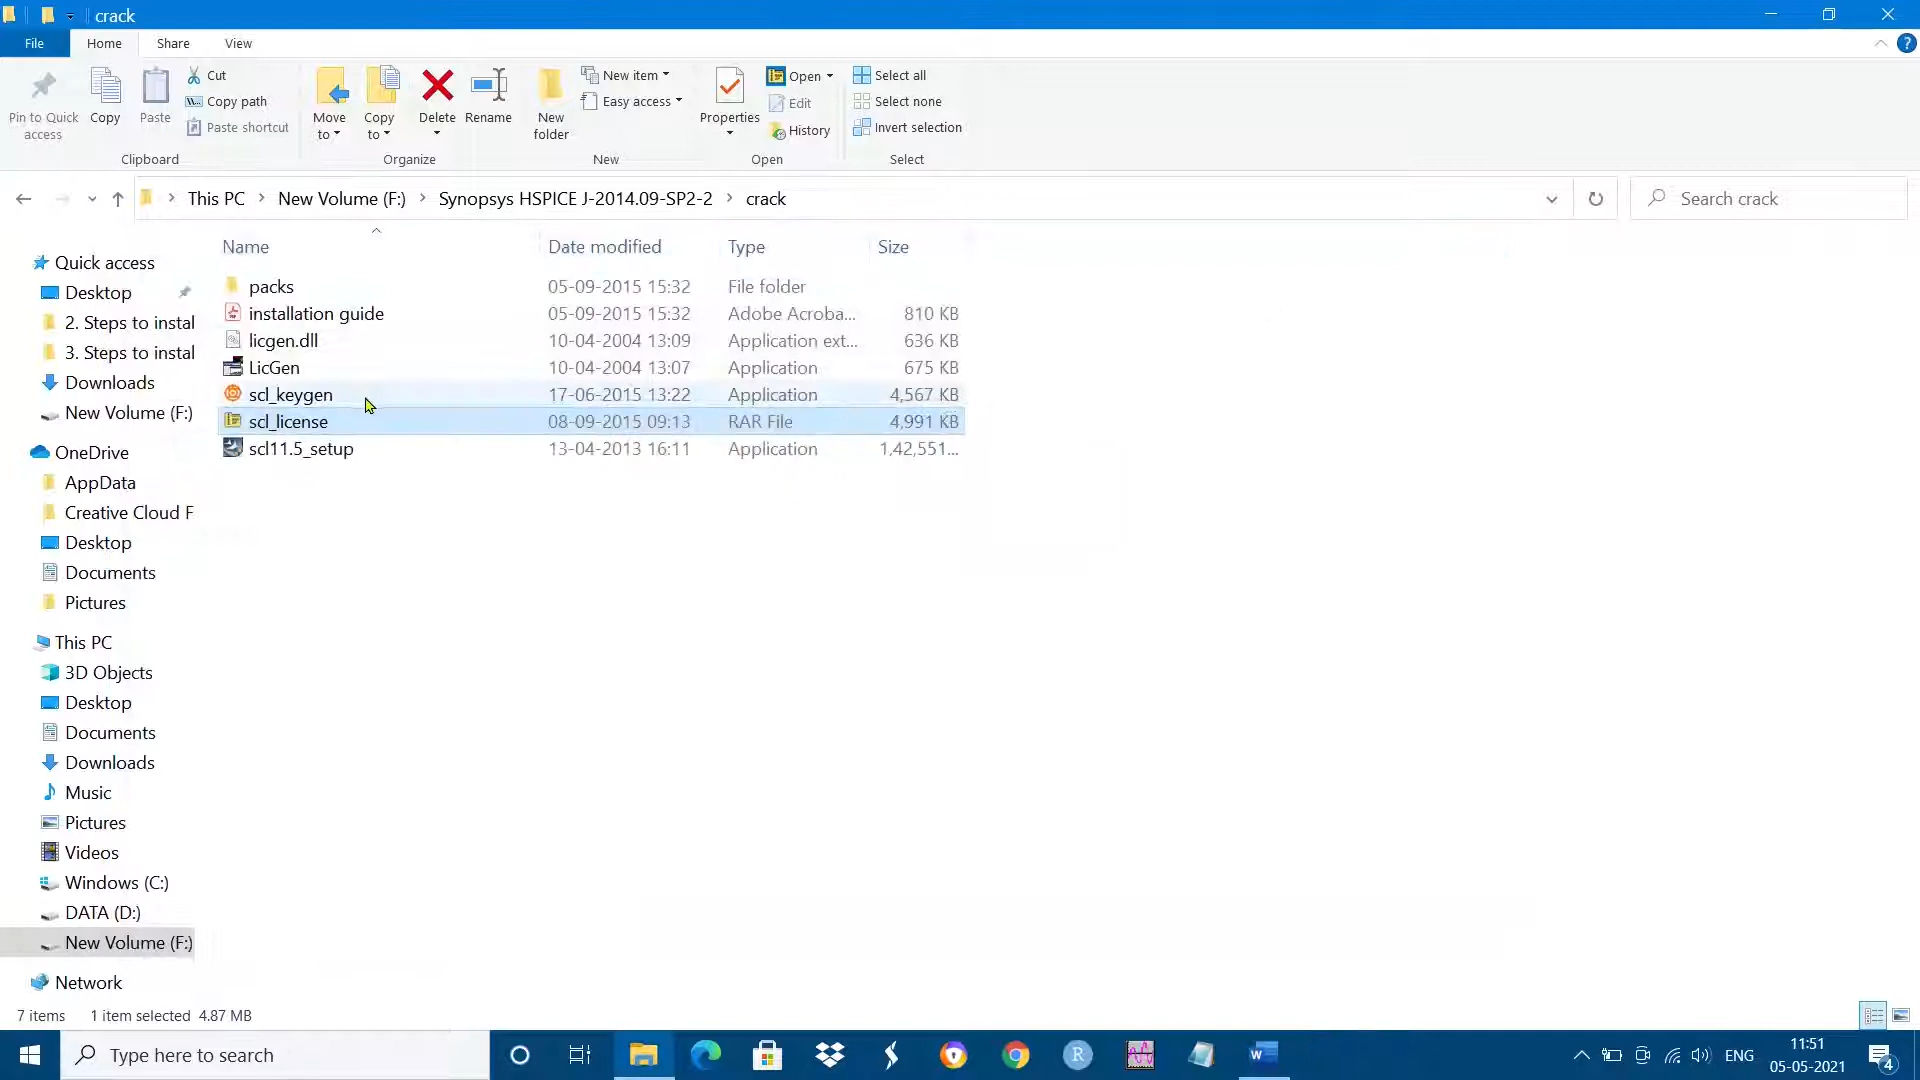 crack
File Home Share View
Pin to Quick access
Copy
Paste
Cut
Copy path
Paste shortcut
Clipboard
Move to
Copy to
Delete
Rename
Organize
New folder
New item
Easy access
New
Properties
Open
Edit
History
Open
Select all
Select none
Invert selection
Select
This PC > New Volume (F:) > Synopsys HSPICE J-2014.09-SP2-2 > crack
Search crack
Name Date modified Type Size
packs 05-09-2015 15:32 File folder
installation guide 05-09-2015 15:32 Adobe Acroba... 810 KB
licgen.dll 10-04-2004 13:09 Application ext... 636 KB
LicGen 10-04-2004 13:07 Application 675 KB
scl_keygen 17-06-2015 13:22 Application 4,567 KB
scl_license 08-09-2015 09:13 RAR File 4,991 KB
scl11.5_setup 13-04-2013 16:11 Application 1,42,551...
Quick access
Desktop
2. Steps to instal
3. Steps to instal
Downloads
New Volume (F:)
OneDrive
AppData
Creative Cloud F
Desktop
Documents
Pictures
This PC
3D Objects
Desktop
Documents
Downloads
Music
Pictures
Videos
Windows (C:)
DATA (D:)
New Volume (F:)
Network
7 items 1 item selected 4.87 MB
Type here to search
ENG
11:51
05-05-2021
4